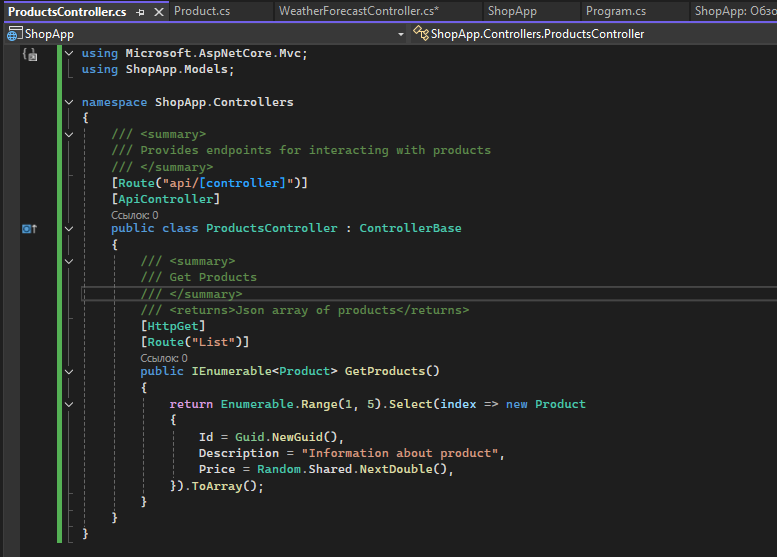 ProductsController.cs Product.cs WeatherForecastController.cs* ShopApp Program.cs ShopApp: Обзо
ShopApp ShopApp.Controllers.ProductsController
using Microsoft.AspNetCore.Mvc;
using ShopApp.Models;
namespace ShopApp.Controllers
{
/// <summary>
/// Provides endpoints for interacting with products
/// </summary>
[Route("api/[controller]")]
[ApiController]
Ссылок: 0
public class ProductsController : ControllerBase
{
/// <summary>
/// Get Products
/// </summary>
/// <returns>Json array of products</returns>
[HttpGet]
[Route("List")]
Ссылок: 0
public IEnumerable<Product> GetProducts()
{
return Enumerable.Range(1, 5).Select(index => new Product
{
Id = Guid.NewGuid(),
Description = "Information about product",
Price = Random.Shared.NextDouble(),
}).ToArray();
}
}
}